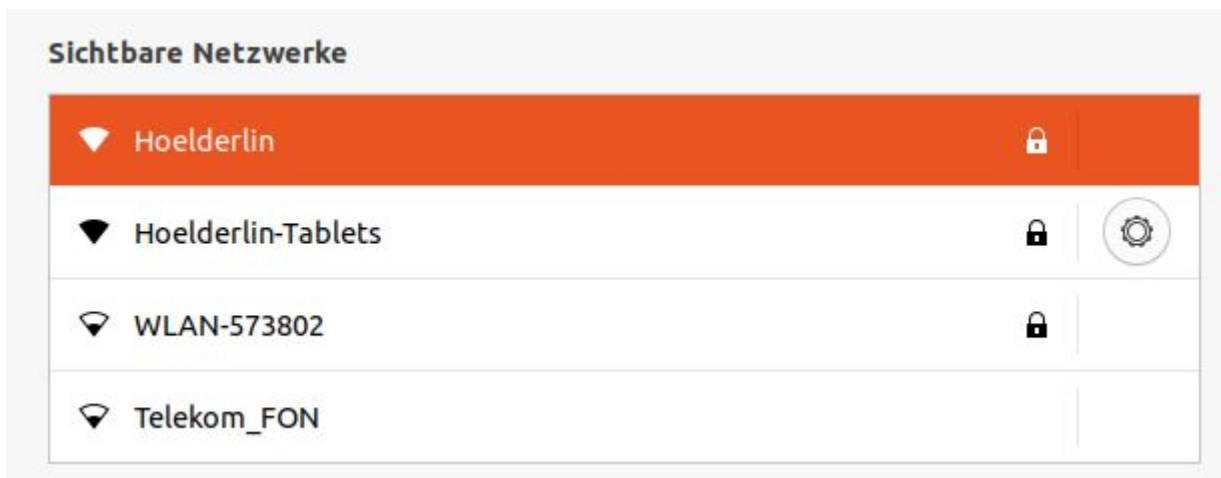 Sichtbare Netzwerke
Hoelderlin
Hoelderlin-Tablets
WLAN-573802
Telekom_FON